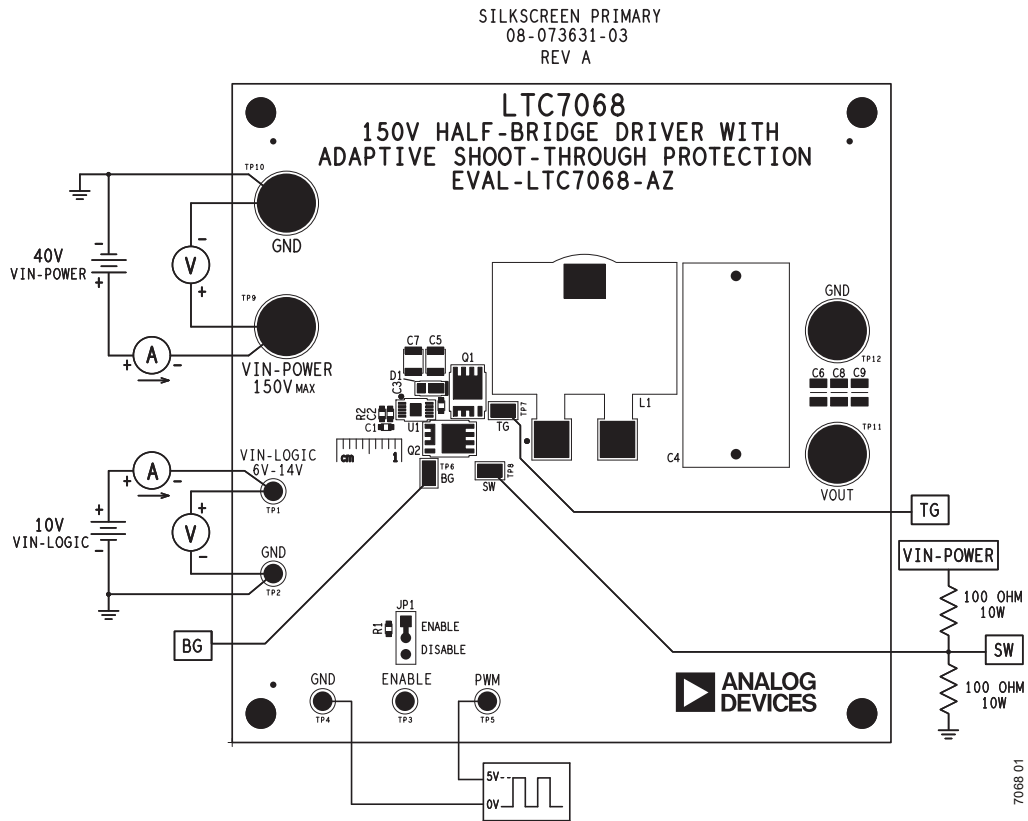 SILKSCREEN PRIMARY
08-073631-03
REV A
LTC7068
150V HALF-BRIDGE DRIVER WITH
ADAPTIVE SHOOT-THROUGH PROTECTION
EVAL-LTC7068-AZ
TP10
GND
-
40V
VIN-POWER
+
-
V
+
TP9
VIN-POWER
150V MAX
+ A -
C7 C5
Q1
D1
C3
R2
C2
C1
U1
Q2
TP7
TG
TP6
BG
TP8
SW
cm 1
L1
C4
GND
TP12
C6 C8 C9
TP11
VOUT
VIN-LOGIC
6V-14V
+ A -
TP1
+
10V
VIN-LOGIC
-
+
V
-
GND
TP2
TG
VIN-POWER
100 OHM
10W
SW
100 OHM
10W
BG
JP1
R1
ENABLE
DISABLE
GND
TP4
ENABLE
TP3
PWM
TP5
ANALOG
DEVICES
5V
0V
7068 01